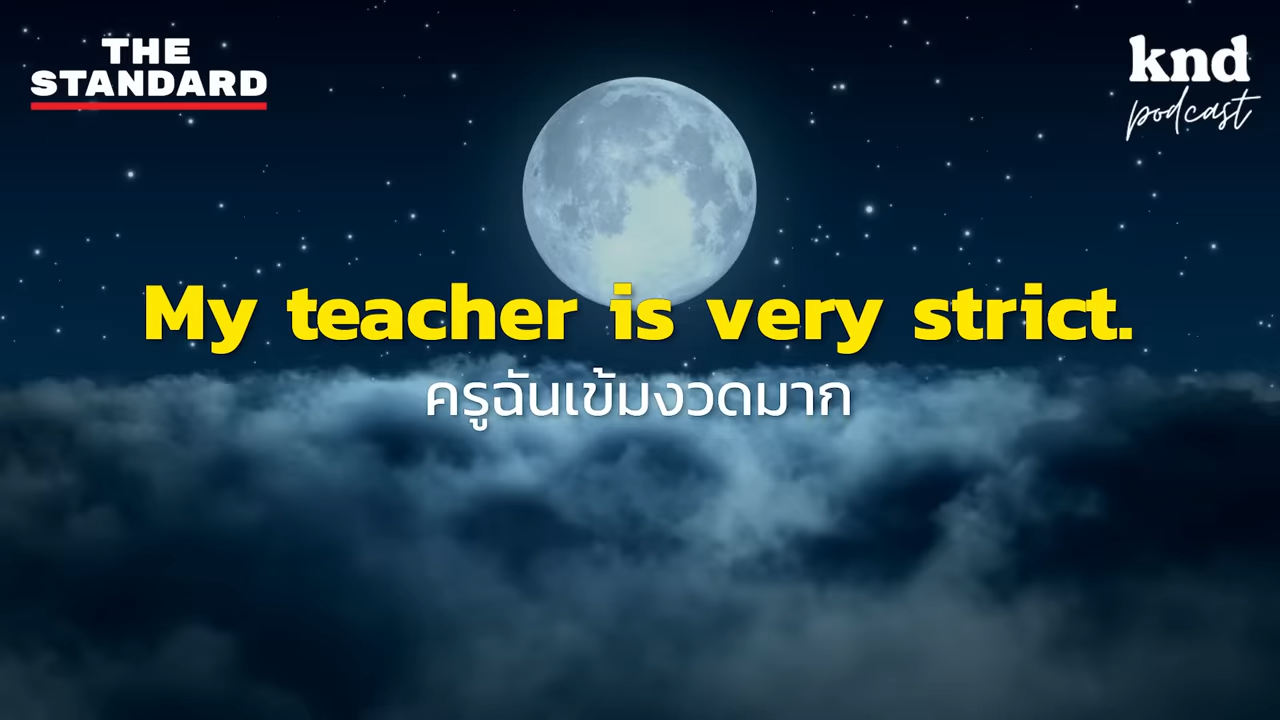 THE
STANDARD
knd
podcast
My teacher is very strict.
ครูฉันเข้มงวดมาก